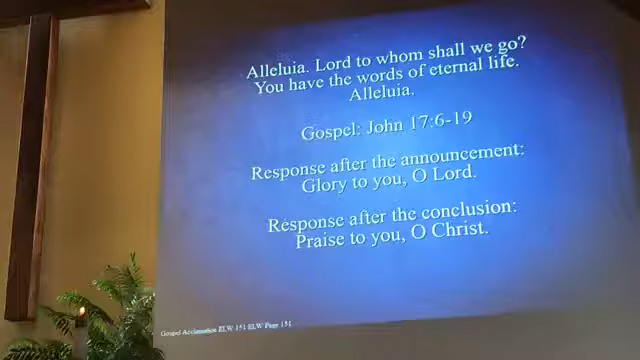 Alleluia. Lord to whom shall we go?
You have the words of eternal life.
Alleluia.
Gospel: John 17:6-19
Response after the announcement:
Glory to you, O Lord.
Response after the conclusion:
Praise to you, O Christ.
Gospel Acclamation ELW 151 ELW Page 151